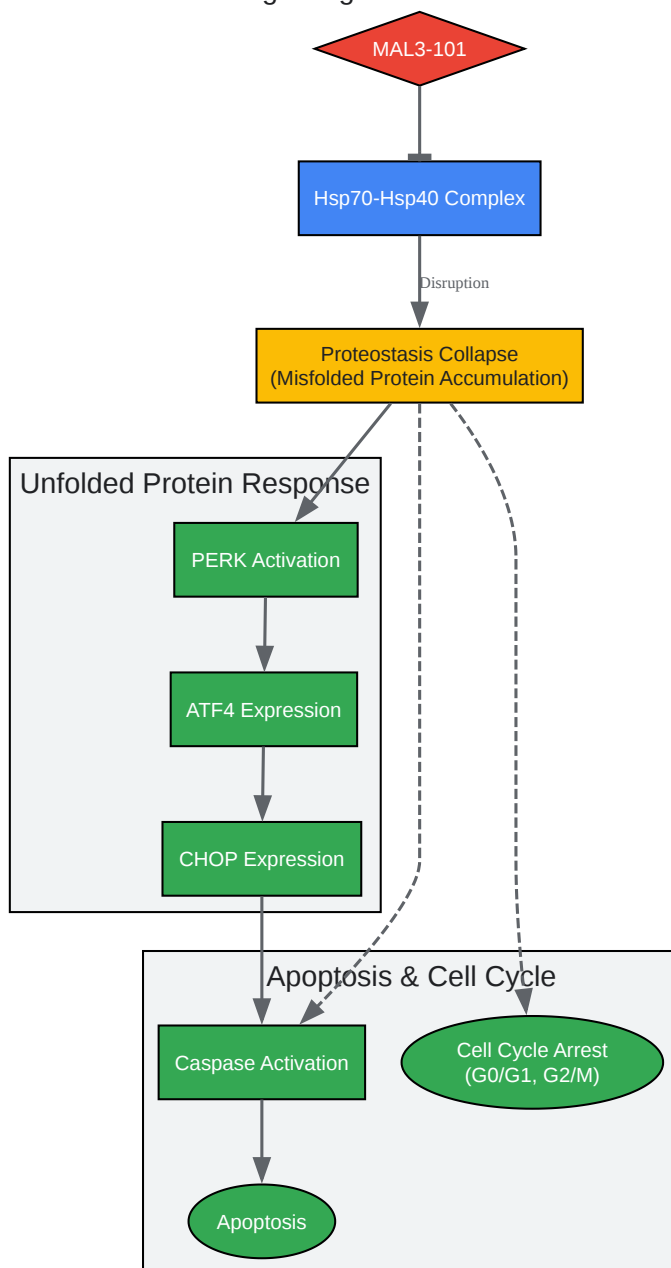 MAL3-101
Hsp70-Hsp40 Complex
Disruption
Proteostasis Collapse
(Misfolded Protein Accumulation)
Unfolded Protein Response
PERK Activation
ATF4 Expression
CHOP Expression
Apoptosis & Cell Cycle
Caspase Activation
Cell Cycle Arrest
(G0/G1, G2/M)
Apoptosis